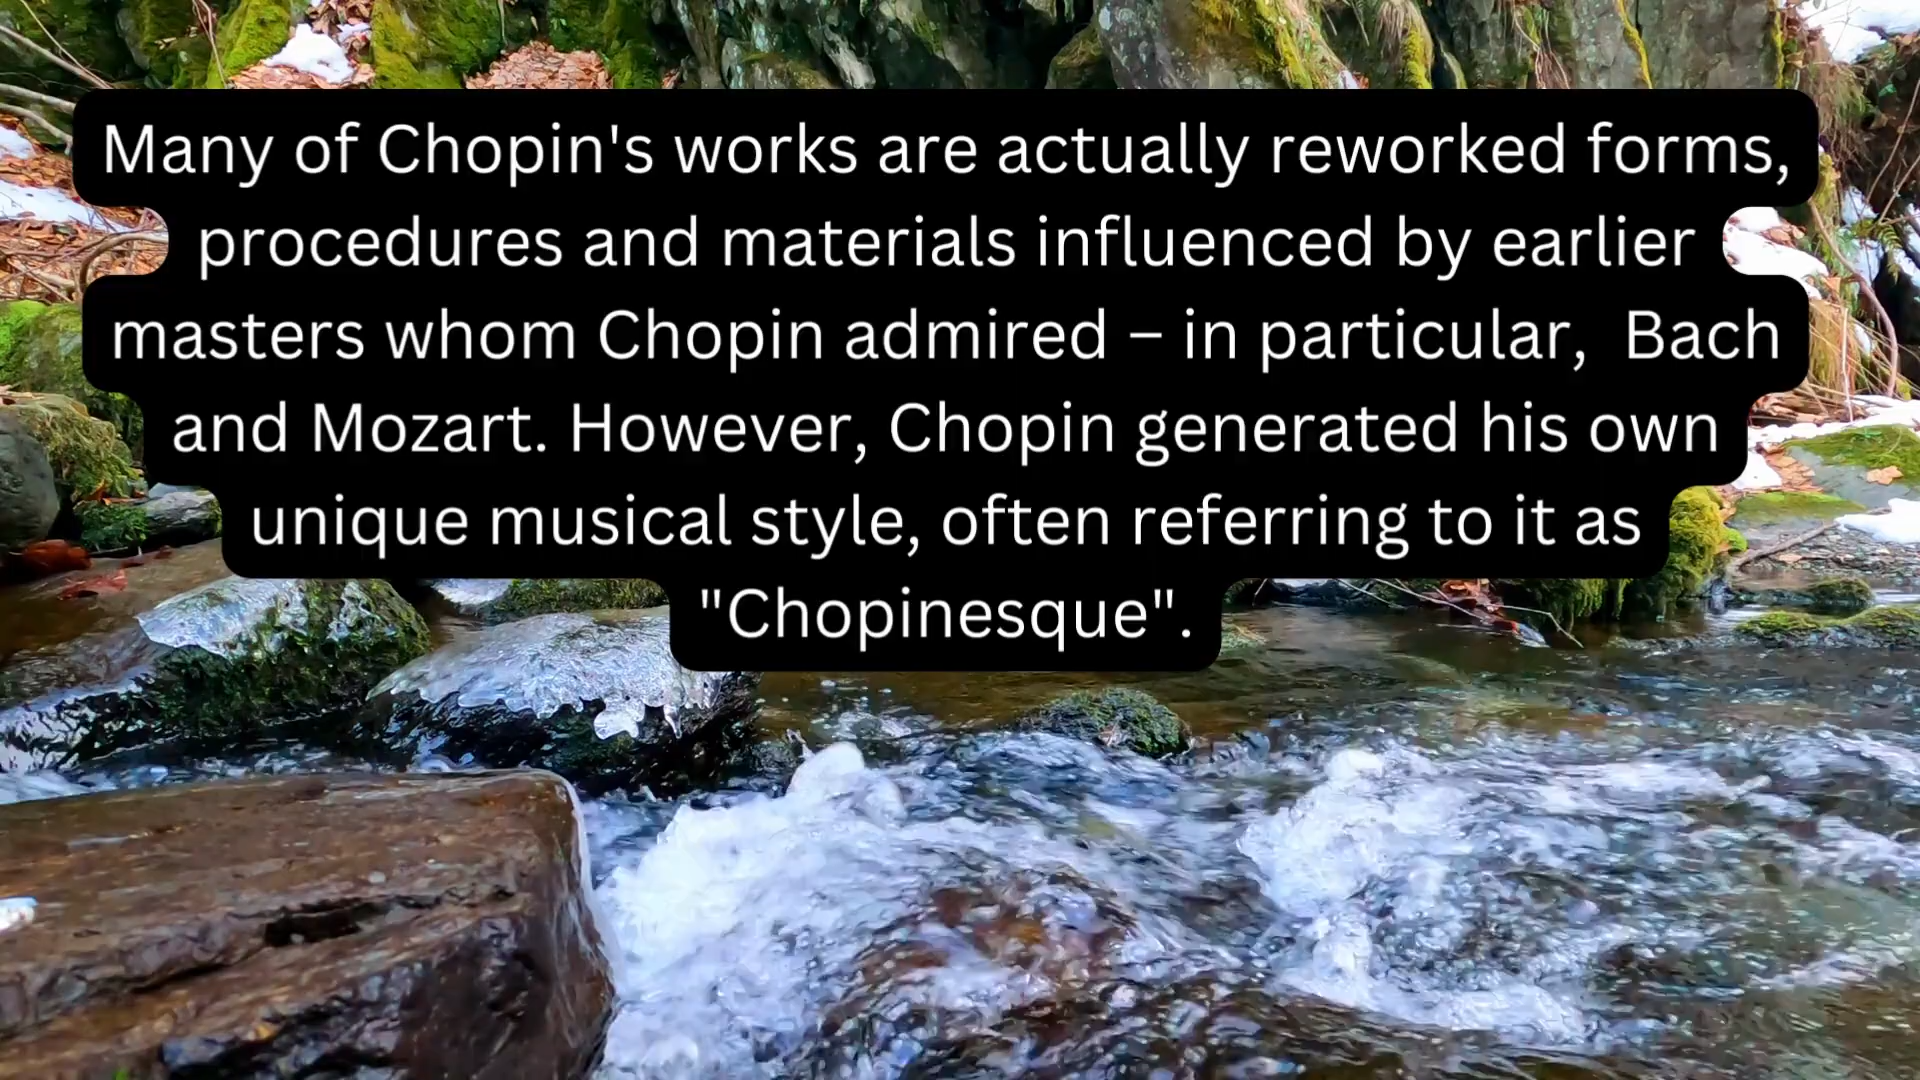 Many of Chopin's works are actually reworked forms,
procedures and materials influenced by earlier
masters whom Chopin admired – in particular,  Bach
and Mozart. However, Chopin generated his own
unique musical style, often referring to it as
"Chopinesque".